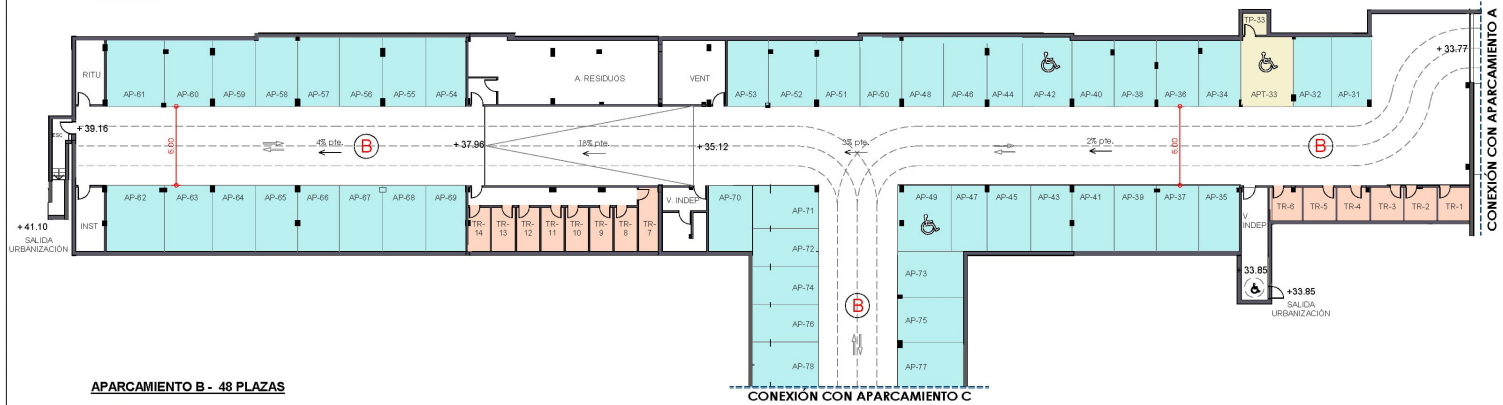 TP-33
+ 33.77
CONEXIÓN CON APARCAMIENTO A
RITU
AP-61
AP-60
AP-59
AP-58
AP-57
AP-56
AP-55
AP-54
A. RESIDUOS
VENT
AP-53
AP-52
AP-51
AP-50
AP-48
AP-46
AP-44
AP-42
AP-40
AP-38
AP-36
AP-34
APT-33
AP-32
AP-31
ESC
+ 39.16
6.00
4% pte.
B
+ 37.96
18% pte.
+ 35.12
3% pte.
2% pte.
6.00
B
INST
AP-62
AP-63
AP-64
AP-65
AP-66
AP-67
AP-68
AP-69
TR-14
TR-13
TR-12
TR-11
TR-10
TR-9
TR-8
TR-7
V. INDEP
AP-70
AP-71
AP-49
AP-47
AP-45
AP-43
AP-41
AP-39
AP-37
AP-35
V. INDEP
TR-6
TR-5
TR-4
TR-3
TR-2
TR-1
+ 41.10
SALIDA
URBANIZACIÓN
AP-72
AP-73
AP-74
AP-75
AP-76
AP-77
AP-78
B
33.85
+33.85
SALIDA
URBANIZACIÓN
APARCAMIENTO B - 48 PLAZAS
CONEXIÓN CON APARCAMIENTO C